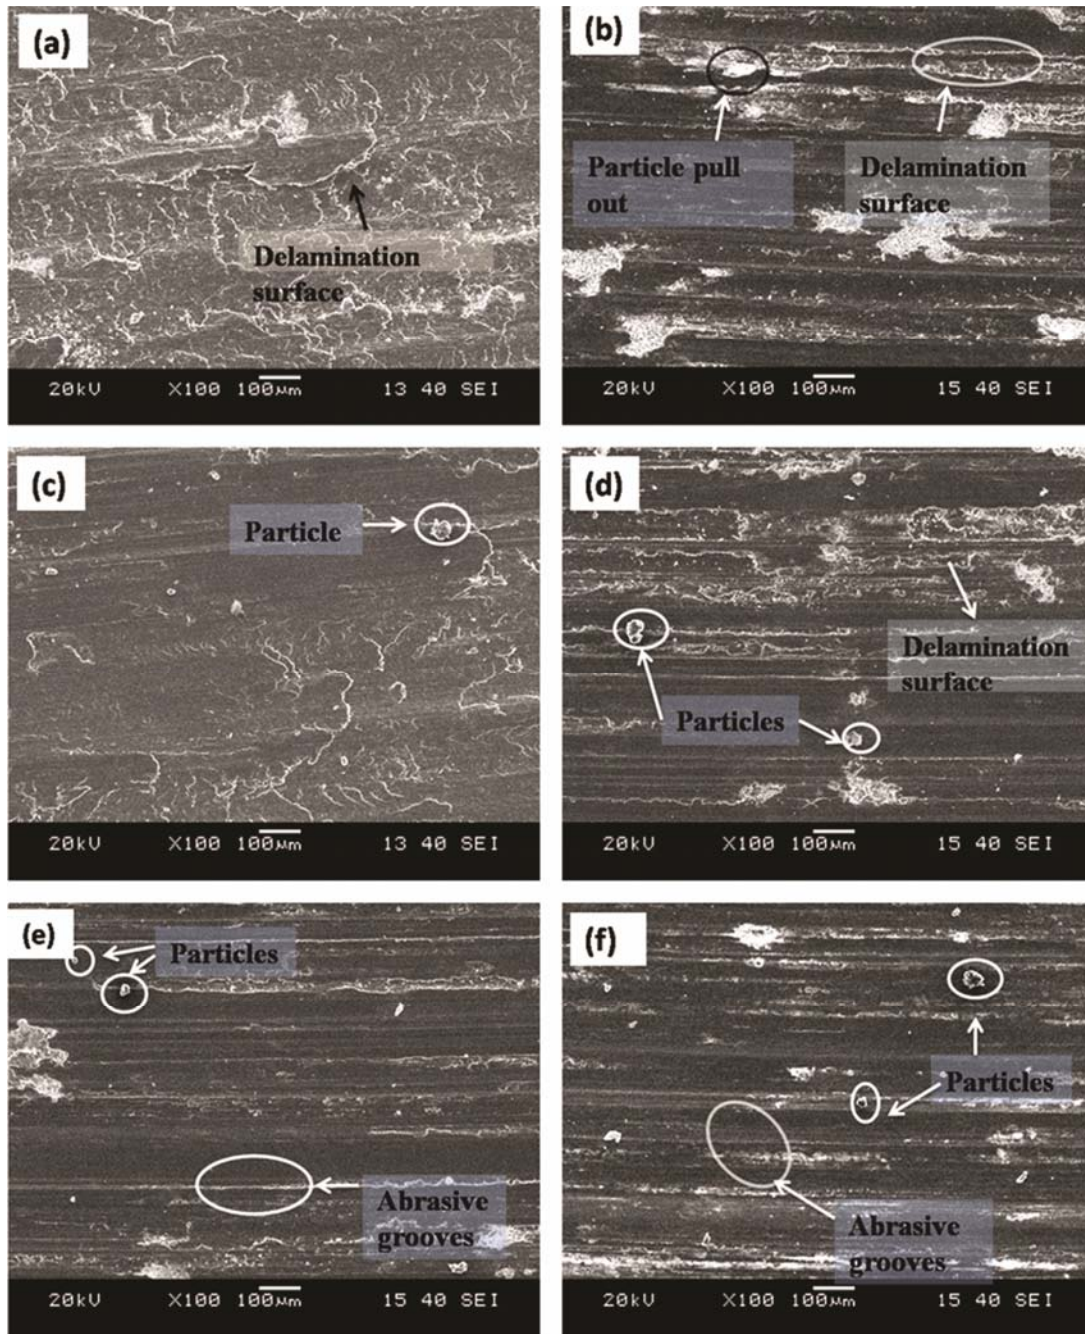 (a)
Delamination
surface
20kV X100 100μm 13 40 SEI
(b)
Particle pull
out
Delamination
surface
20kV X100 100μm 15 40 SEI
(c)
Particle
20kV X100 100μm 13 40 SEI
(d)
Delamination
surface
Particles
20kV X100 100μm 15 40 SEI
(e)
Particles
Abrasive
grooves
20kV X100 100μm 15 40 SEI
(f)
Particles
Abrasive
grooves
20kV X100 100μm 15 40 SEI